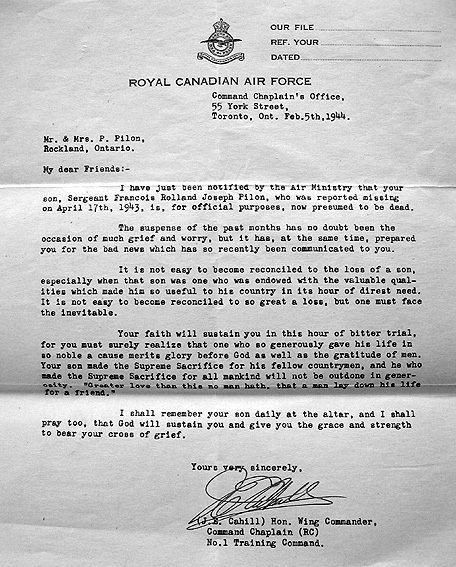 OUR FILE
REF. YOUR
DATED
ROYAL CANADIAN AIR FORCE
Command Chaplain's Office,
55 York Street,
Toronto, Ont. Feb.5th,1944.
Mr. & Mrs. P. Pilon,
Rockland, Ontario.
My dear Friends:-
I have just been notified by the Air Ministry that your
son, Sergeant Francois Rolland Joseph Pilon, who was reported missing
on April 17th, 1943, is, for official purposes, now presumed to be dead.
The suspense of the past months has no doubt been the
occasion of much grief and worry, but it has, at the same time, prepared
you for the bad news which has so recently been communicated to you.
It is not easy to become reconciled to the loss of a son,
especially when that son was one who was endowed with the valuable qual-
ities which made him so useful to his country in its hour of direst need.
It is not easy to become reconciled to so great a loss, but one must face
the inevitable.
Your faith will sustain you in this hour of bitter trial,
for you must surely realize that one who so generously gave his life in
so noble a cause merits glory before God as well as the gratitude of men.
Your son made the Supreme Sacrifice for his fellow countrymen, and he who
made the Supreme Sacrifice for all mankind will not be outdone in gener-
osity. "Greater love than this no man hath, that a man lay down his life
for a friend."
I shall remember your son daily at the altar, and I shall
pray too, that God will sustain you and give you the grace and strength
to bear your cross of grief.
Yours very sincerely,
(J.E. Cahill) Hon. Wing Commander,
Command Chaplain (RC)
No.1 Training Command.